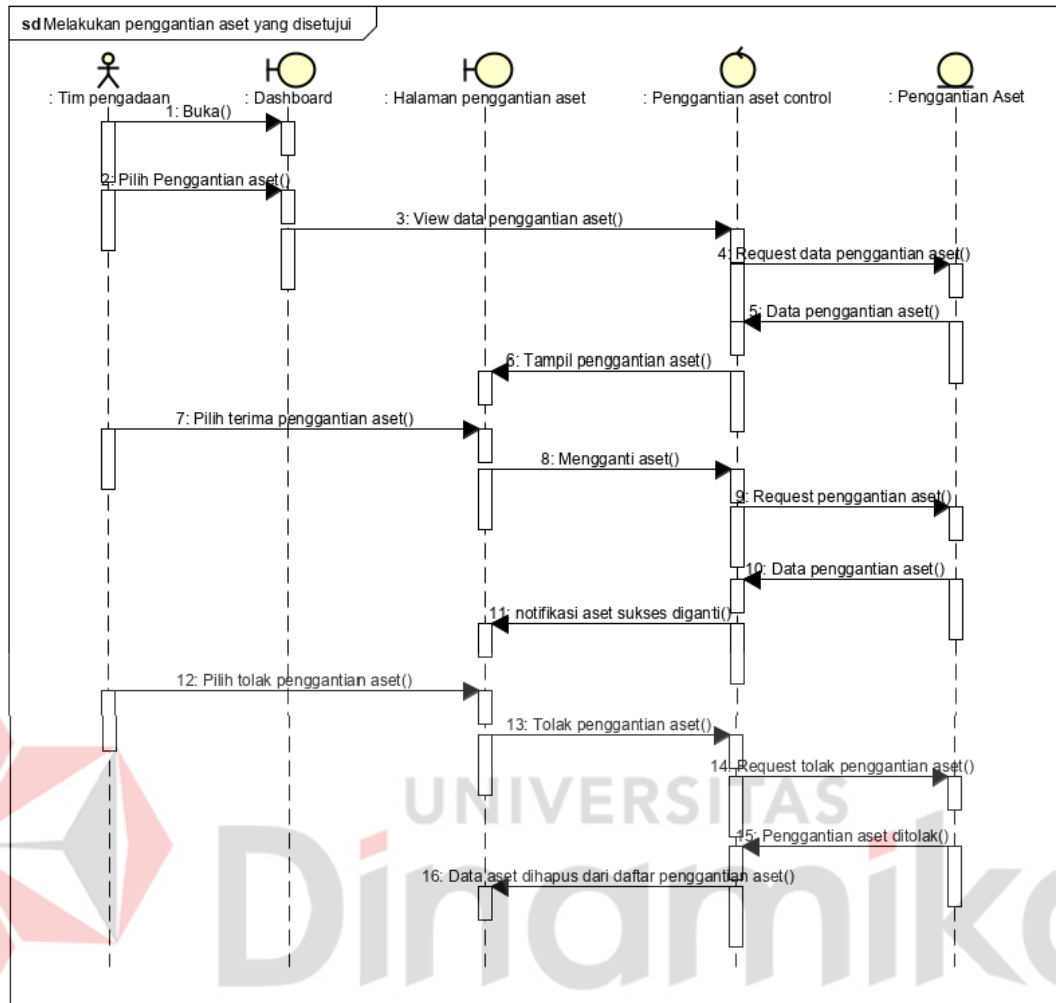 sd Melakukan penggantian aset yang disetujui
: Tim pengadaan
: Dashboard
: Halaman penggantian aset
: Penggantian aset control
: Penggantian Aset
1: Buka()
2: Pilih Penggantian aset()
3: View data penggantian aset()
4: Request data penggantian aset()
5: Data penggantian aset()
6: Tampil penggantian aset()
7: Pilih terima penggantian aset()
8: Mengganti aset()
9: Request penggantian aset()
10: Data penggantian aset()
11: notifikasi aset sukses diganti()
12: Pilih tolak penggantian aset()
13: Tolak penggantian aset()
14: Request tolak penggantian aset()
15: Penggantian aset ditolak()
16: Data aset dihapus dari daftar penggantian aset()
UNIVERSITAS
Dinamika